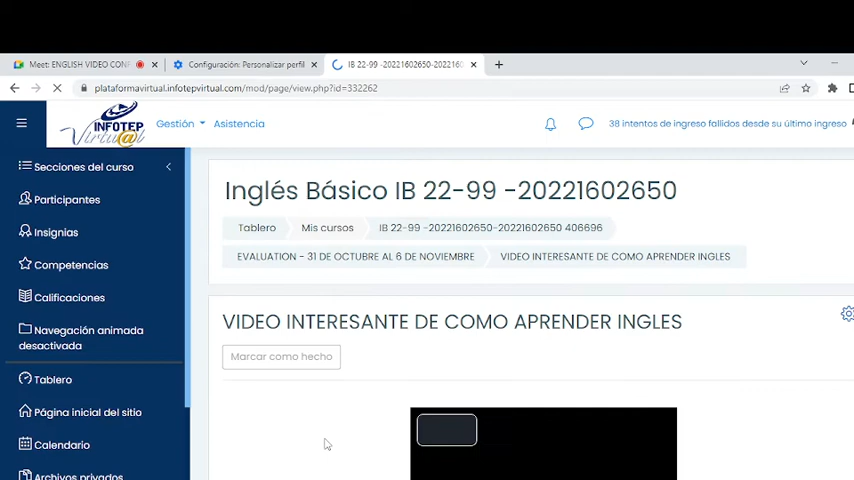 Meet: ENGLISH VIDEO CONF
Configuración: Personalizar perfil
IB 22-99 -20221602650-202216
plataformavirtual.infotepvirtual.com/mod/page/view.php?id=332262
INFOTEP
Virtu@l
Gestión
Asistencia
38 intentos de ingreso fallidos desde su último ingreso
Secciones del curso
Participantes
Insignias
Competencias
Calificaciones
Navegación animada
desactivada
Tablero
Página inicial del sitio
Calendario
Archivos privados
Inglés Básico IB 22-99 -20221602650
Tablero
Mis cursos
IB 22-99 -20221602650-20221602650 406696
EVALUATION - 31 DE OCTUBRE AL 6 DE NOVIEMBRE
VIDEO INTERESANTE DE COMO APRENDER INGLES
VIDEO INTERESANTE DE COMO APRENDER INGLES
Marcar como hecho